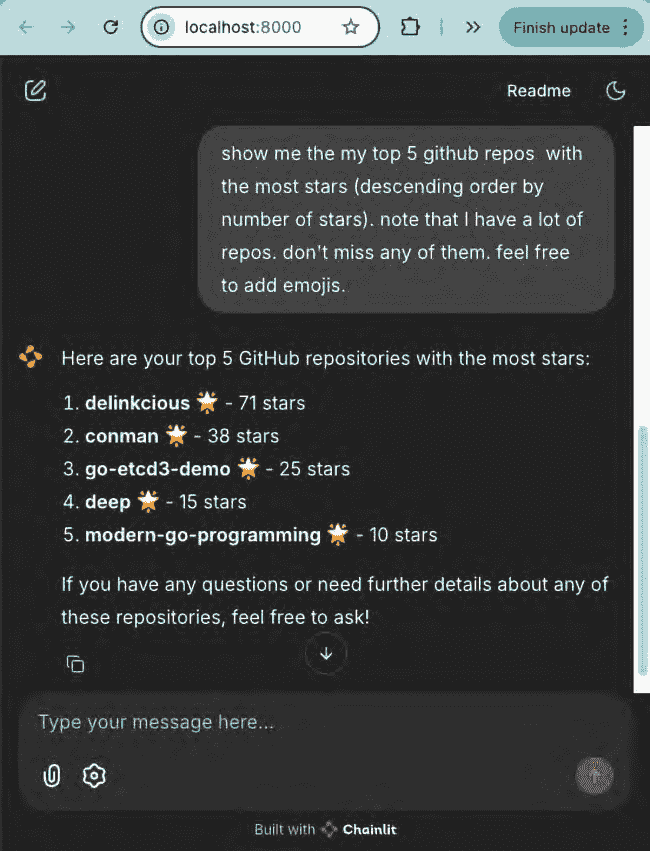 localhost:8000
Finish update
Readme
show me the my top 5 github repos with
the most stars (descending order by
number of stars). note that I have a lot of
repos. don't miss any of them. feel free
to add emojis.
Here are your top 5 GitHub repositories with the most stars:
1. delinkcious 🌟 - 71 stars
2. conman 🌟 - 38 stars
3. go-etcd3-demo 🌟 - 25 stars
4. deep 🌟 - 15 stars
5. modern-go-programming 🌟 - 10 stars
If you have any questions or need further details about any of
these repositories, feel free to ask!
Type your message here...
Built with Chainlit